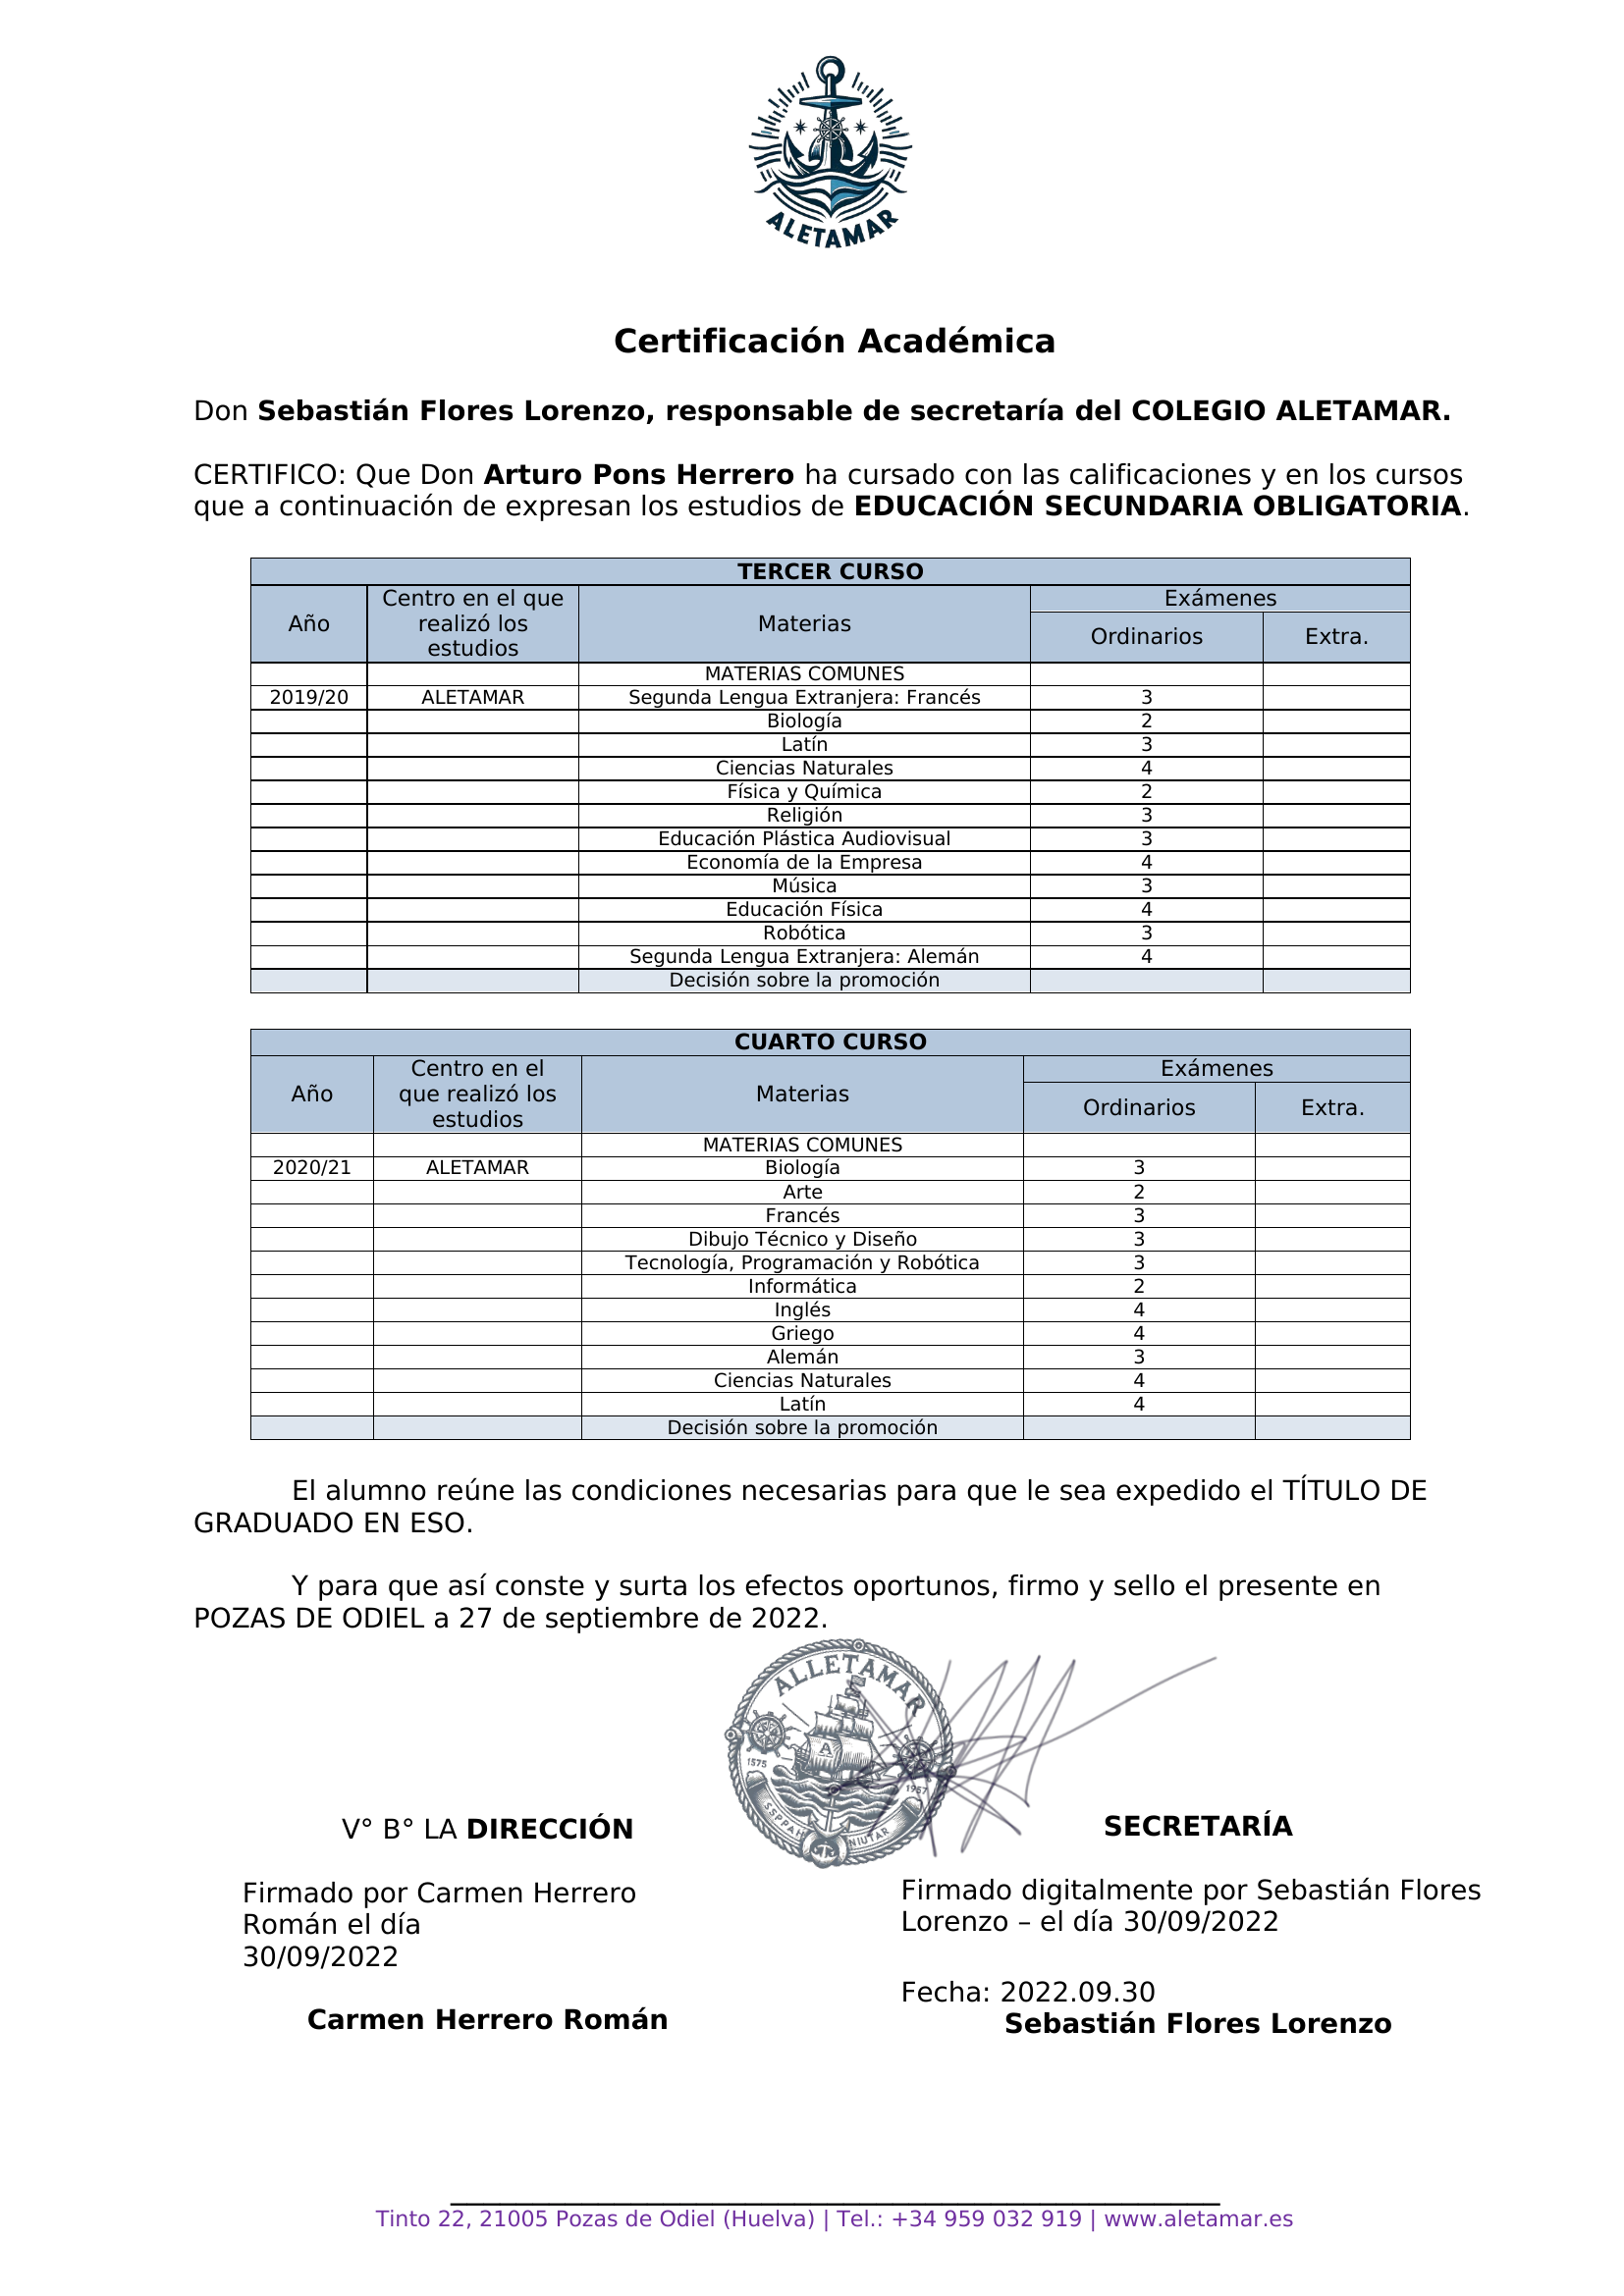 ALETAMAR
Certificación Académica
Don Sebastián Flores Lorenzo, responsable de secretaría del COLEGIO ALETAMAR.
CERTIFICO: Que Don Arturo Pons Herrero ha cursado con las calificaciones y en los cursos
que a continuación de expresan los estudios de EDUCACIÓN SECUNDARIA OBLIGATORIA.
TERCER CURSO
Año Centro en el que realizó los estudios Materias Exámenes
Ordinarios Extra.
MATERIAS COMUNES
2019/20 ALETAMAR Segunda Lengua Extranjera: Francés 3
Biología 2
Latín 3
Ciencias Naturales 4
Física y Química 2
Religión 3
Educación Plástica Audiovisual 3
Economía de la Empresa 4
Música 3
Educación Física 4
Robótica 3
Segunda Lengua Extranjera: Alemán 4
Decisión sobre la promoción
CUARTO CURSO
Año Centro en el que realizó los estudios Materias Exámenes
Ordinarios Extra.
MATERIAS COMUNES
2020/21 ALETAMAR Biología 3
Arte 2
Francés 3
Dibujo Técnico y Diseño 3
Tecnología, Programación y Robótica 3
Informática 2
Inglés 4
Griego 4
Alemán 3
Ciencias Naturales 4
Latín 4
Decisión sobre la promoción
El alumno reúne las condiciones necesarias para que le sea expedido el TÍTULO DE
GRADUADO EN ESO.
Y para que así conste y surta los efectos oportunos, firmo y sello el presente en
POZAS DE ODIEL a 27 de septiembre de 2022.
ALLETAMAR
A
1575 1957
SSPPAH NIUTAR
V° B° LA DIRECCIÓN
Firmado por Carmen Herrero
Román el día
30/09/2022
Carmen Herrero Román
SECRETARÍA
Firmado digitalmente por Sebastián Flores
Lorenzo – el día 30/09/2022
Fecha: 2022.09.30
Sebastián Flores Lorenzo
Tinto 22, 21005 Pozas de Odiel (Huelva) | Tel.: +34 959 032 919 | www.aletamar.es